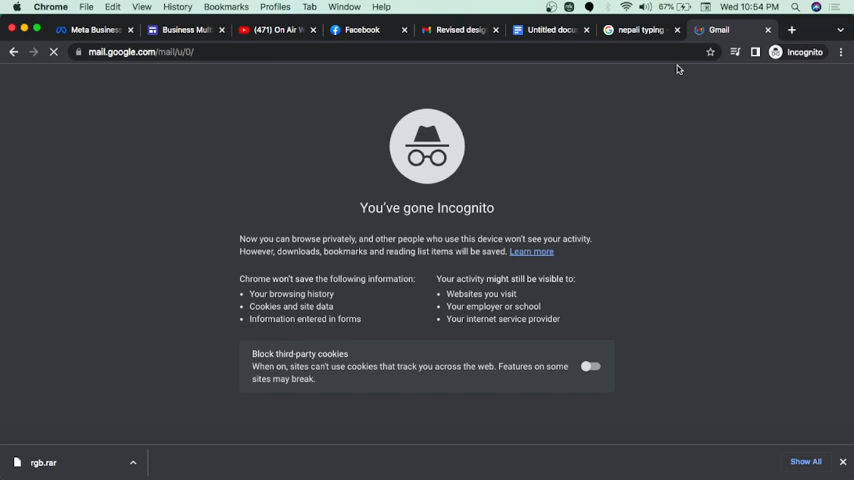 Chrome File Edit View History Bookmarks Profiles Tab Window Help 67% Wed 10:54 PM
Meta Business Business Mul (471) On Air W Facebook Revised desig Untitled docu nepali typing - Gmail
mail.google.com/mail/u/0/ Incognito
You've gone Incognito
Now you can browse privately, and other people who use this device won't see your activity.
However, downloads, bookmarks and reading list items will be saved. Learn more
Chrome won't save the following information:
• Your browsing history
• Cookies and site data
• Information entered in forms
Your activity might still be visible to:
• Websites you visit
• Your employer or school
• Your internet service provider
Block third-party cookies
When on, sites can't use cookies that track you across the web. Features on some
sites may break.
rgb.rar Show All